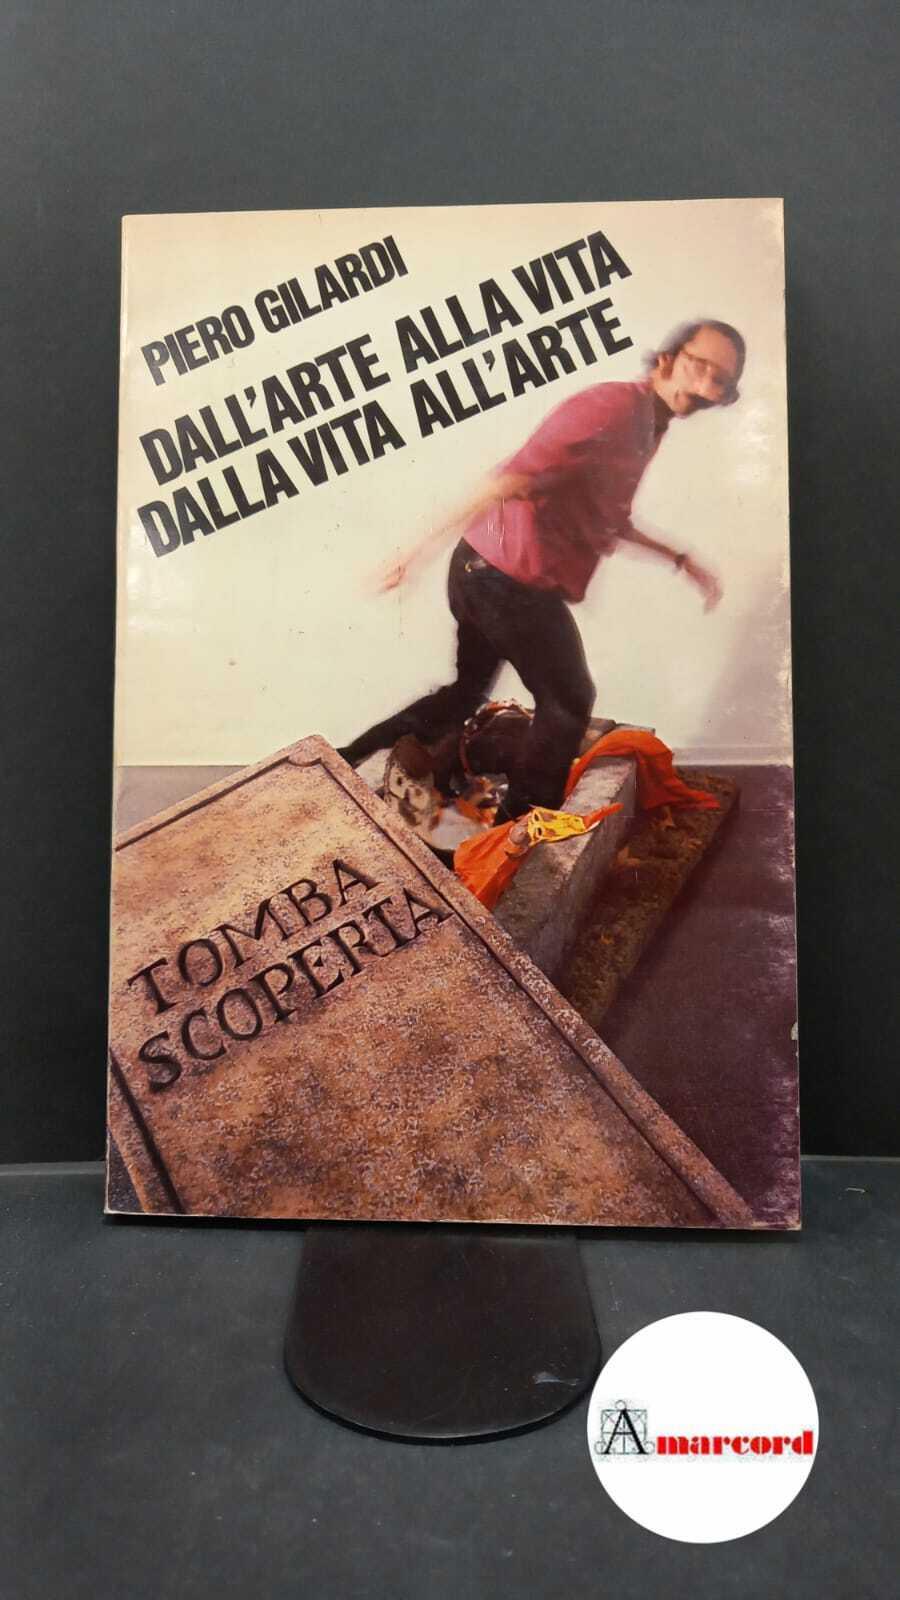 PIERO GILARDI
DALL'ARTE ALLA VITA
DALLA VITA ALL'ARTE
TOMBA
SCOPERTA
Amarcord